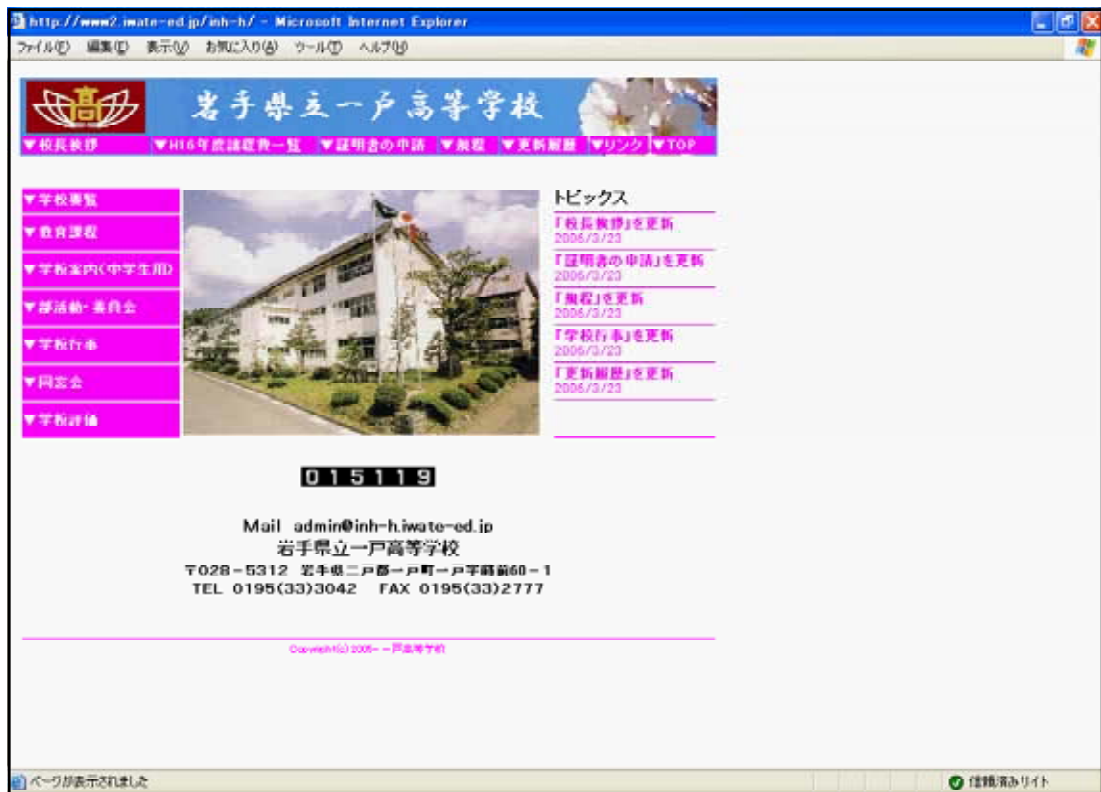 http://www2.iwate-ed.jp/inh-h/ - Microsoft Internet Explorer
ファイル(F) 編集(E) 表示(V) お気に入り(A) ツール(T) ヘルプ(H)
高
岩手県立一戸高等学校
▼校長挨拶 ▼H16年度諸経費一覧 ▼証明書の申請 ▼規程 ▼更新履歴 ▼リンク ▼TOP
▼学校要覧
▼教育課程
▼学校案内(中学生用)
▼部活動・委員会
▼学校行事
▼同窓会
▼学校評価
トピックス
「校長挨拶」を更新
2006/3/23
「証明書の申請」を更新
2006/3/23
「規程」を更新
2006/3/23
「学校行事」を更新
2006/3/23
「更新履歴」を更新
2006/3/23
015119
Mail admin@inh-h.iwate-ed.jp
岩手県立一戸高等学校
〒028-5312 岩手県二戸郡一戸町一戸字蒔前60-1
TEL 0195(33)3042 FAX 0195(33)2777
Copyright(c) 2005- 一戸高等学校
ページが表示されました
信頼済みサイト